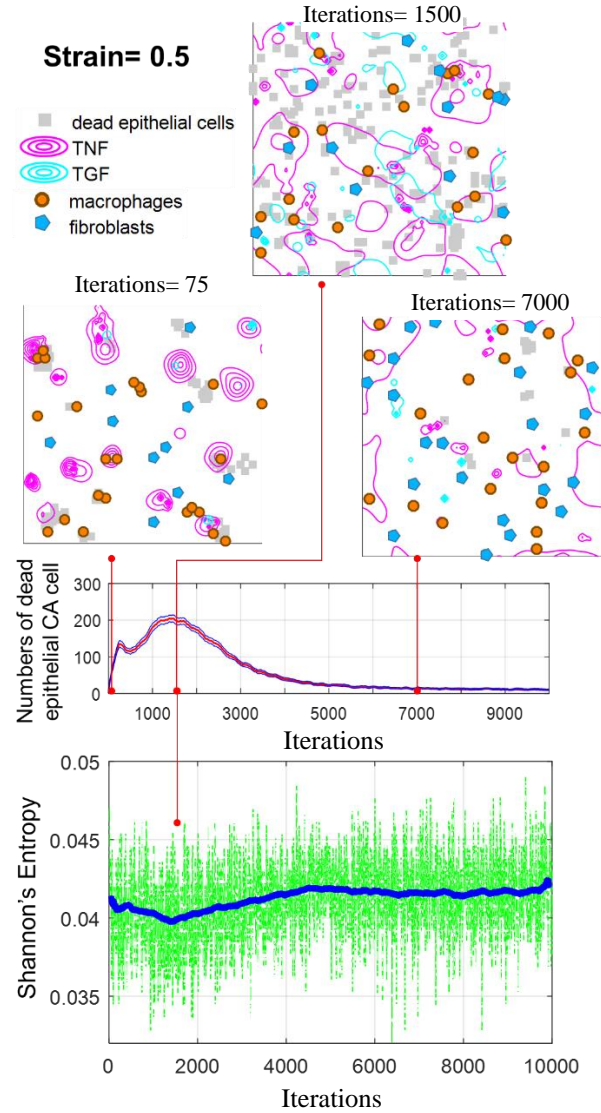 Iterations= 1500
Strain= 0.5
dead epithelial cells
TNF
TGF
macrophages
fibroblasts
Iterations= 75
Iterations= 7000
Numbers of dead
epithelial CA cell
300
200
100
0
1000
3000
5000
7000
9000
Iterations
Shannon's Entropy
0.05
0.045
0.04
0.035
0
2000
4000
6000
8000
10000
Iterations